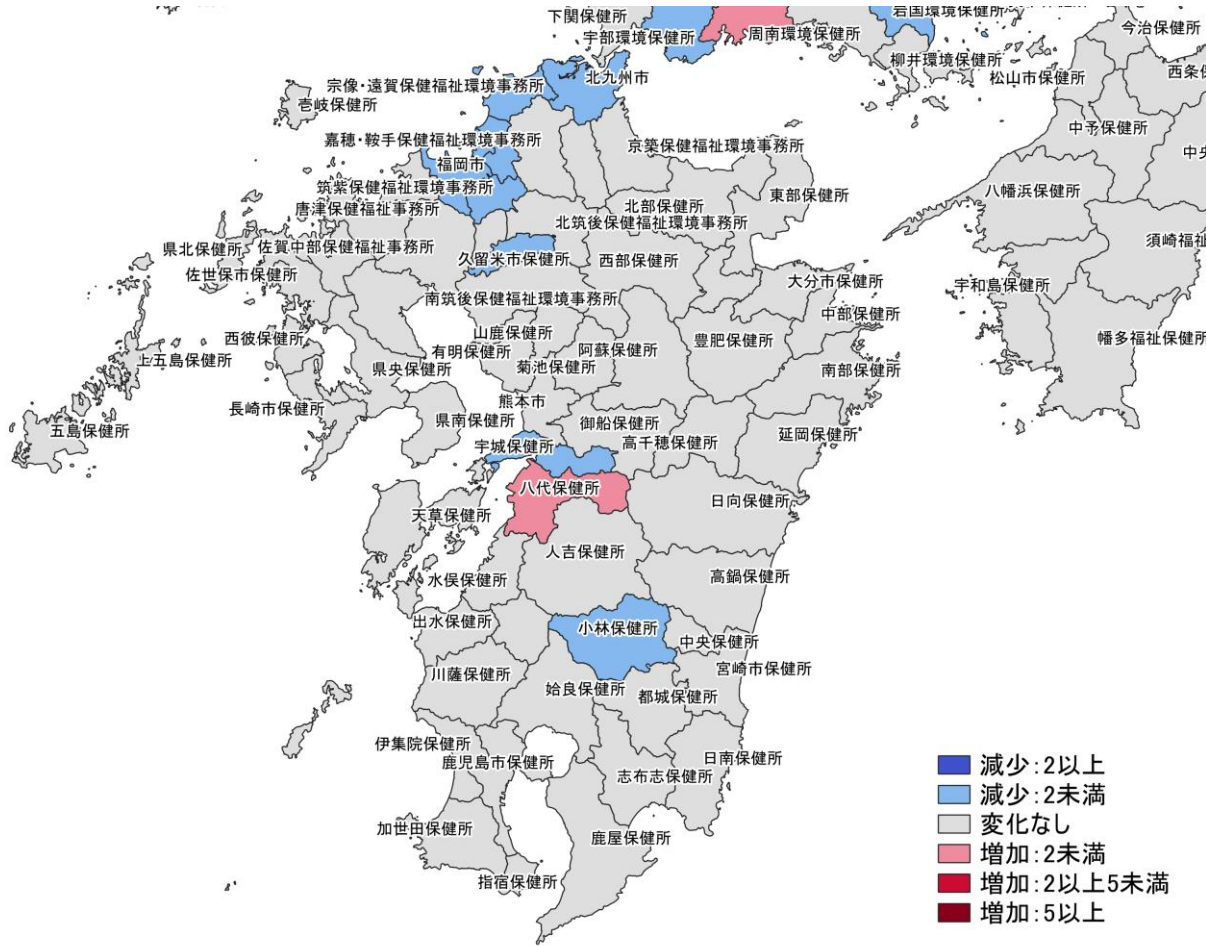 下関保健所
岩国環境保健所
宇部環境保健所
周南環境保健所
今治保健所
柳井環境保健所
松山市保健所
西条保
宗像・遠賀保健福祉環境事務所
北九州市
壱岐保健所
中予保健所
嘉穂・鞍手保健福祉環境事務所
京築保健福祉環境事務所
中央
福岡市
筑紫保健福祉環境事務所
八幡浜保健所
東部保健所
唐津保健福祉事務所
北部保健所
北筑後保健福祉環境事務所
県北保健所
佐賀中部保健福祉事務所
須崎福祉
久留米市保健所
西部保健所
佐世保市保健所
大分市保健所
宇和島保健所
南筑後保健福祉環境事務所
中部保健所
山鹿保健所
西彼保健所
豊肥保健所
幡多福祉保健所
有明保健所
阿蘇保健所
上五島保健所
菊池保健所
県央保健所
南部保健所
熊本市
長崎市保健所
県南保健所
御船保健所
五島保健所
高千穂保健所
延岡保健所
宇城保健所
八代保健所
日向保健所
天草保健所
人吉保健所
水俣保健所
高鍋保健所
出水保健所
小林保健所
中央保健所
宮崎市保健所
川薩保健所
姶良保健所
都城保健所
伊集院保健所
鹿児島市保健所
日南保健所
志布志保健所
加世田保健所
鹿屋保健所
指宿保健所
減少:2以上
減少:2未満
変化なし
増加:2未満
増加:2以上5未満
増加:5以上